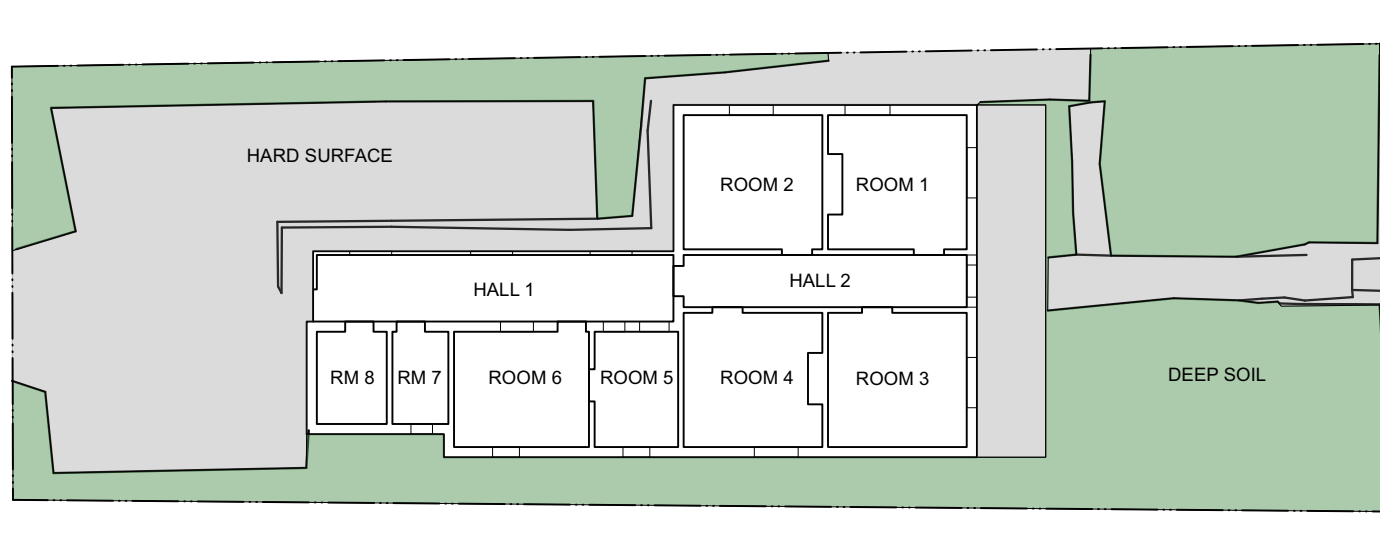 HARD SURFACE
ROOM 2
ROOM 1
HALL 1
HALL 2
RM 8
RM 7
ROOM 6
ROOM 5
ROOM 4
ROOM 3
DEEP SOIL